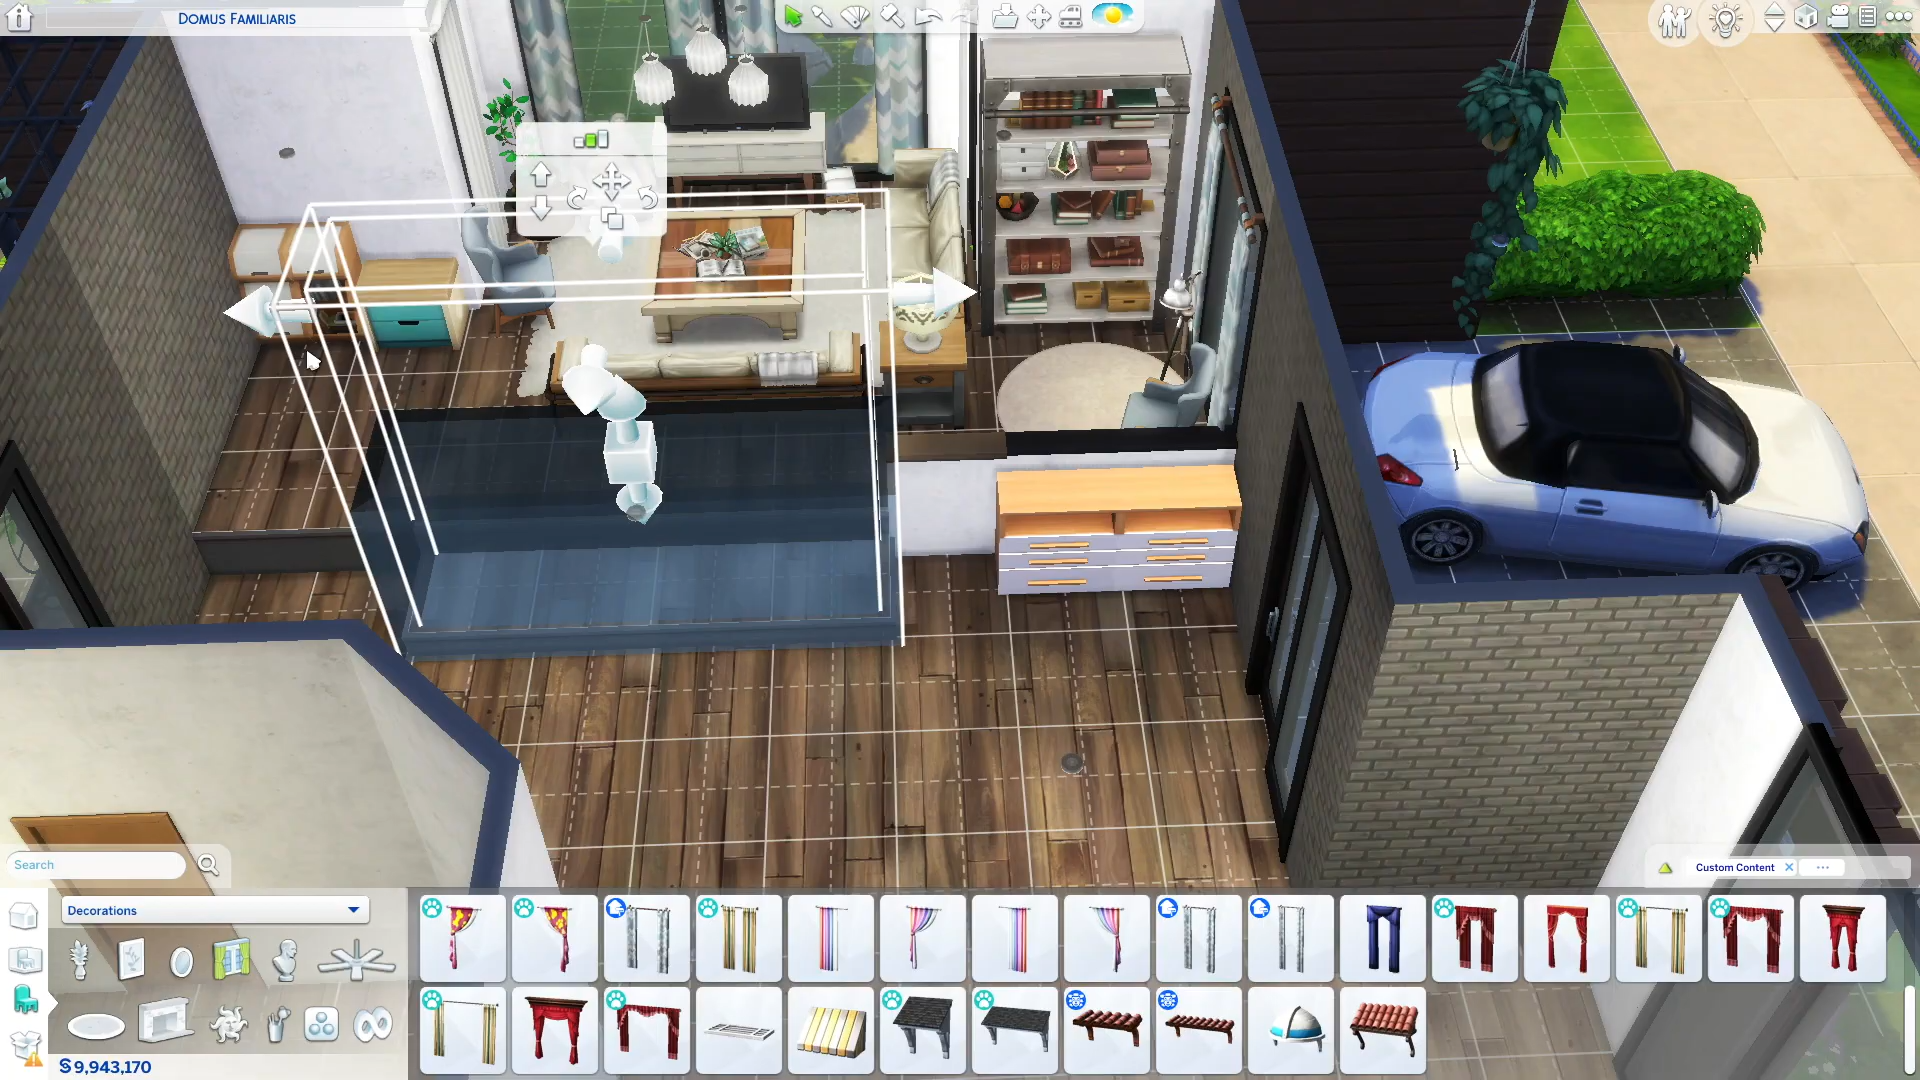 Domus Familiaris
Search
Custom Content
Decorations
§9,943,170